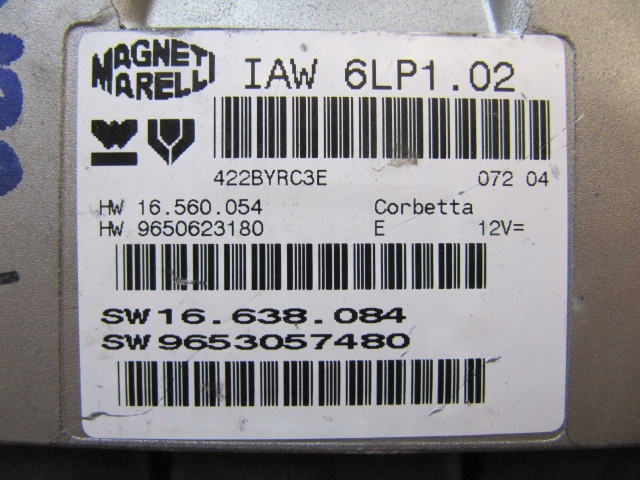 MAGNETI MARELLI
IAW 6LP1.02
422BYRC3E 072 04
HW 16.560.054 Corbetta
HW 9650623180 E 12V=
SW16.638.084
SW9653057480